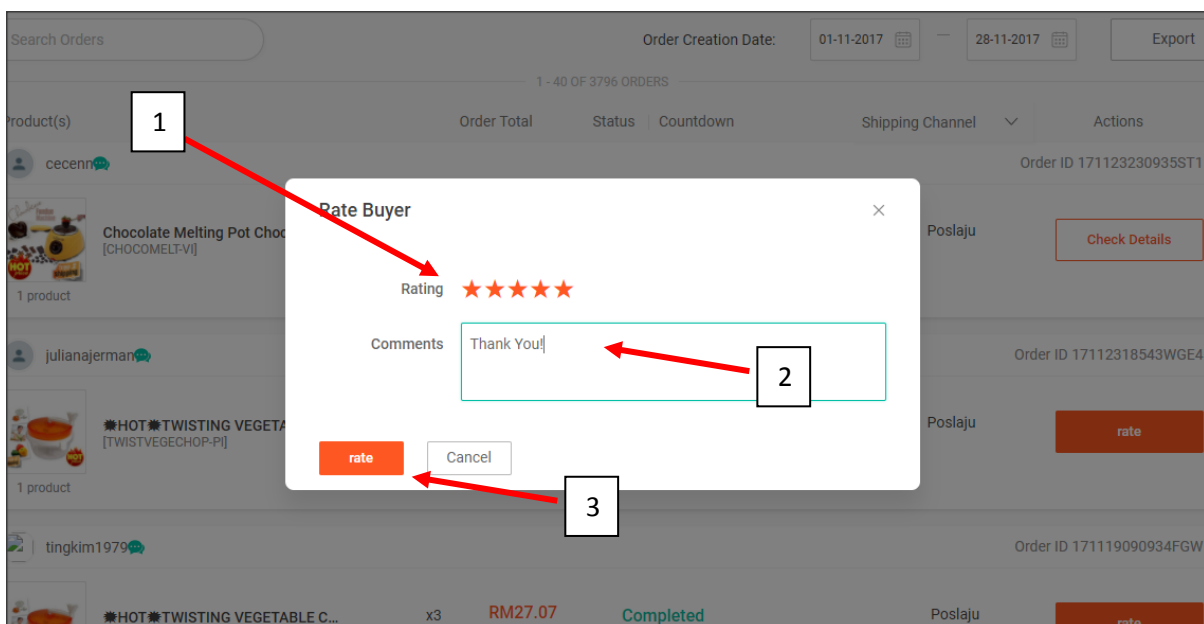 Search Orders
Order Creation Date: 01-11-2017 — 28-11-2017 Export
1 - 40 OF 3796 ORDERS
Product(s) Order Total Status Countdown Shipping Channel Actions
1
cecenn Order ID 171123230935ST1
Rate Buyer
Chocolate Melting Pot Choc
[CHOCOMELT-VI]
Poslaju Check Details
HOT
1 product
Rating
Comments Thank You!
2
julianajerman Order ID 17112318543WGE4
HOT TWISTING VEGETA
[TWISTVEGECHOP-PI]
Poslaju rate
1 product
rate Cancel
3
tingkim1979 Order ID 171119090934FGW
HOT TWISTING VEGETABLE C... x3 RM27.07 Completed Poslaju rate